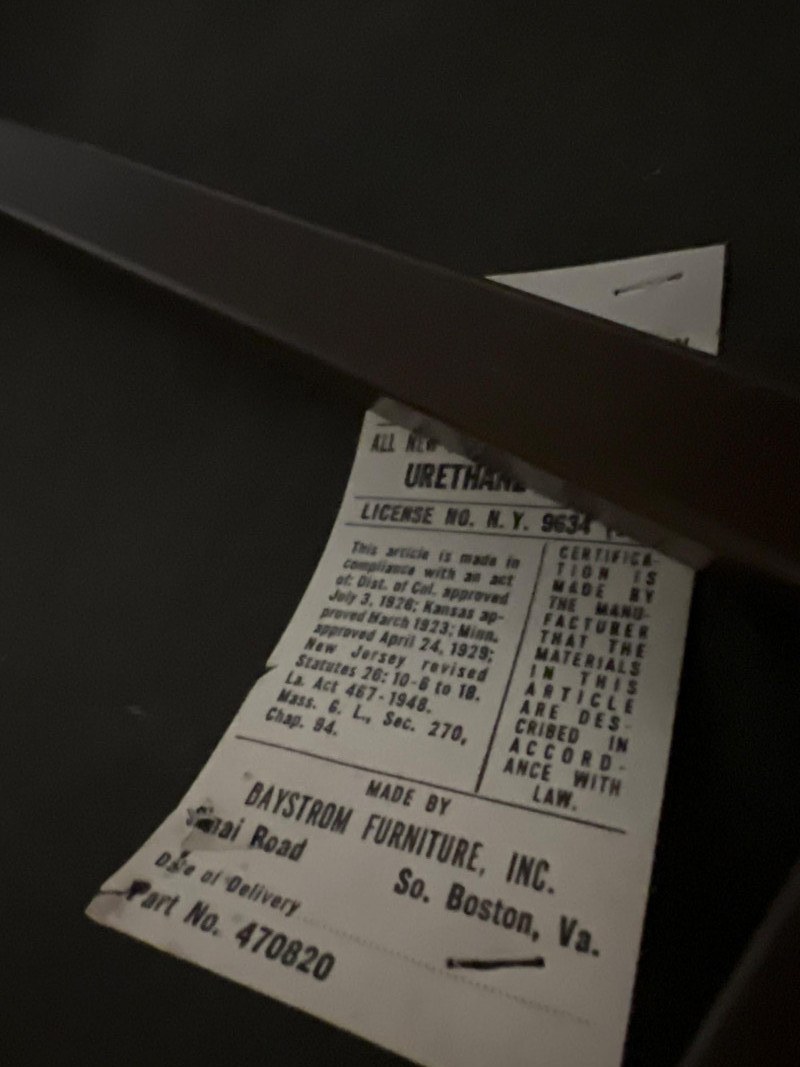 ALL NEW
URETHANE
LICENSE NO. N. Y. 9634
This article is made in
compliance with an act
of: Dist. of Col. approved
July 3, 1926; Kansas ap-
proved March 1923; Minn.
approved April 24, 1929;
New Jersey revised
Statutes 26: 10-6 to 18.
La. Act 467-1948.
Mass. G. L., Sec. 270,
Chap. 94.
CERTIFICA-
TION IS
MADE BY
THE MANU-
FACTURER
THAT THE
MATERIALS
IN THIS
ARTICLE
ARE DES-
CRIBED IN
ACCORD-
ANCE WITH
LAW.
MADE BY
DAYSTROM FURNITURE, INC.
Sinai Road
So. Boston, Va.
Date of Delivery
Part No. 470820